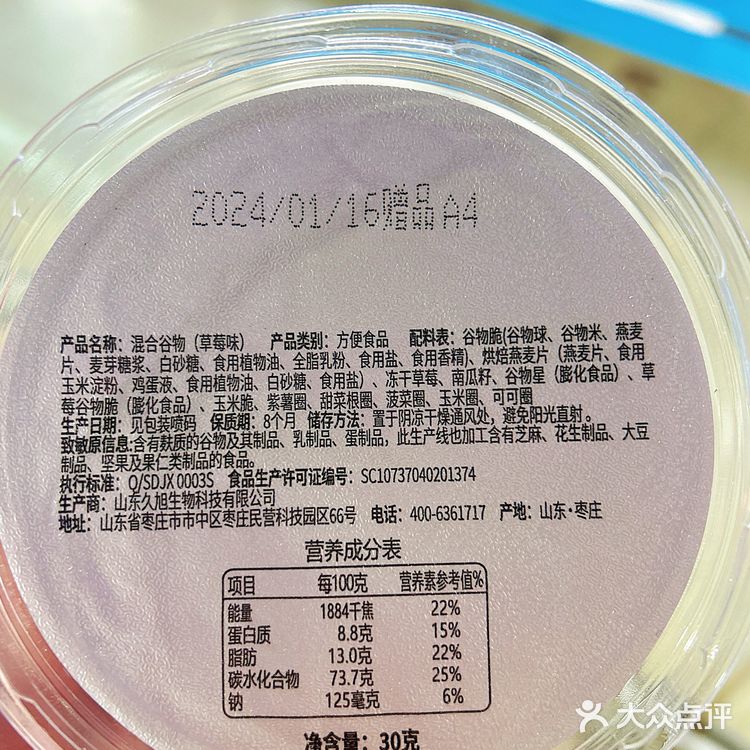 2024/01/16赠品A4
产品名称：混合谷物（草莓味） 产品类别：方便食品 配料表：谷物脆(谷物球、谷物米、燕麦
片、麦芽糖浆、白砂糖、食用植物油、全脂乳粉、食用盐、食用香精)、烘焙燕麦片（燕麦片、食用
玉米淀粉、鸡蛋液、食用植物油、白砂糖、食用盐）、冻干草莓、南瓜籽、谷物星（膨化食品）、草
莓谷物脆（膨化食品）、玉米脆、紫薯圈、甜菜根圈、菠菜圈、玉米圈、可可圈
生产日期：见包装喷码 保质期：8个月 储存方法：置于阴凉干燥通风处，避免阳光直射。
致敏原信息:含有麸质的谷物及其制品、乳制品、蛋制品，此生产线也加工含有芝麻、花生制品、大豆
制品、坚果及果仁类制品的食品。
执行标准：Q/SDJX 0003S 食品生产许可证编号：SC10737040201374
生产商：山东久旭生物科技有限公司
地址：山东省枣庄市市中区枣庄民营科技园区66号 电话：400-6361717 产地：山东·枣庄
营养成分表
项目 每100克 营养素参考值%
能量 1884千焦 22%
蛋白质 8.8克 15%
脂肪 13.0克 22%
碳水化合物 73.7克 25%
钠 125毫克 6%
净含量：30克
大众点评